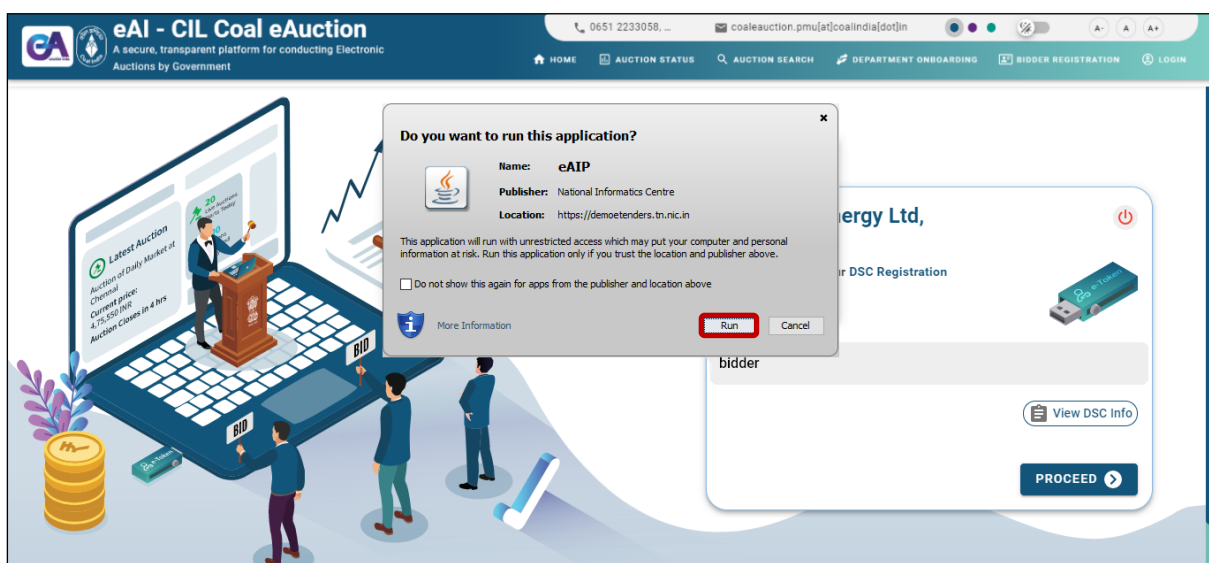 eAI - CIL Coal eAuction
A secure, transparent platform for conducting Electronic
Auctions by Government
0651 2233058, ...
coaleauction.pmu[at]coalindia[dot]in
A-
A
A+
HOME
AUCTION STATUS
AUCTION SEARCH
DEPARTMENT ONBOARDING
BIDDER REGISTRATION
LOGIN
Do you want to run this application?
Name: eAIP
Publisher: National Informatics Centre
Location: https://demoetenders.tn.nic.in
This application will run with unrestricted access which may put your computer and personal
information at risk. Run this application only if you trust the location and publisher above.
Do not show this again for apps from the publisher and location above
More Information
Run
Cancel
ergy Ltd,
r DSC Registration
e-Token
bidder
View DSC Info
PROCEED
20
Live Auctions
Latest Auction
Auction of Daily Market at
Chennai
Current price:
4,75,550 INR
Auction Closes in 4 hrs
BID
BID
e-Token